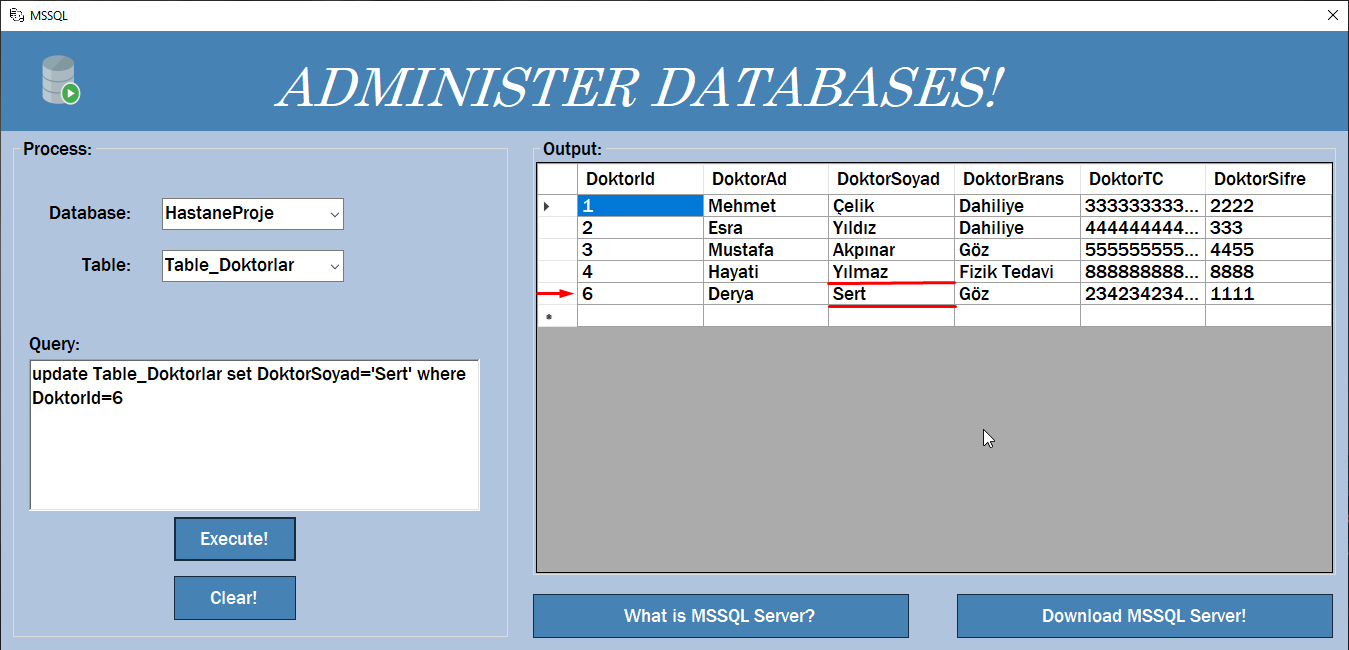 MSSQL
ADMINISTER DATABASES!
Process:
Database: HastaneProje
Table: Table_Doktorlar
Query:
update Table_Doktorlar set DoktorSoyad='Sert' where
DoktorId=6
Execute!
Clear!
Output:
DoktorId DoktorAd DoktorSoyad DoktorBrans DoktorTC DoktorSifre
1 Mehmet Çelik Dahiliye 333333333... 2222
2 Esra Yıldız Dahiliye 444444444... 333
3 Mustafa Akpınar Göz 555555555... 4455
4 Hayati Yılmaz Fizik Tedavi 888888888... 8888
6 Derya Sert Göz 234234234... 1111
What is MSSQL Server?
Download MSSQL Server!